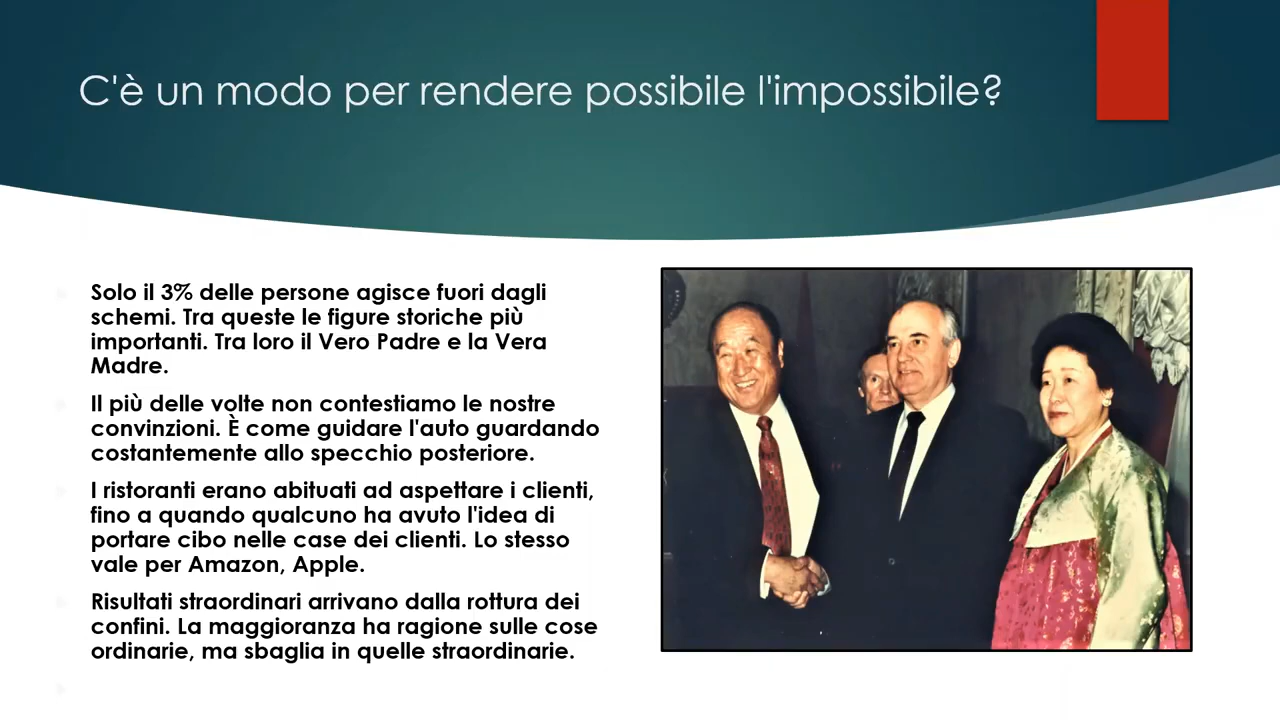 C'è un modo per rendere possibile l'impossibile?
Solo il 3% delle persone agisce fuori dagli
schemi. Tra queste le figure storiche più
importanti. Tra loro il Vero Padre e la Vera
Madre.
Il più delle volte non contestiamo le nostre
convinzioni. È come guidare l'auto guardando
costantemente allo specchio posteriore.
I ristoranti erano abituati ad aspettare i clienti,
fino a quando qualcuno ha avuto l'idea di
portare cibo nelle case dei clienti. Lo stesso
vale per Amazon, Apple.
Risultati straordinari arrivano dalla rottura dei
confini. La maggioranza ha ragione sulle cose
ordinarie, ma sbaglia in quelle straordinarie.